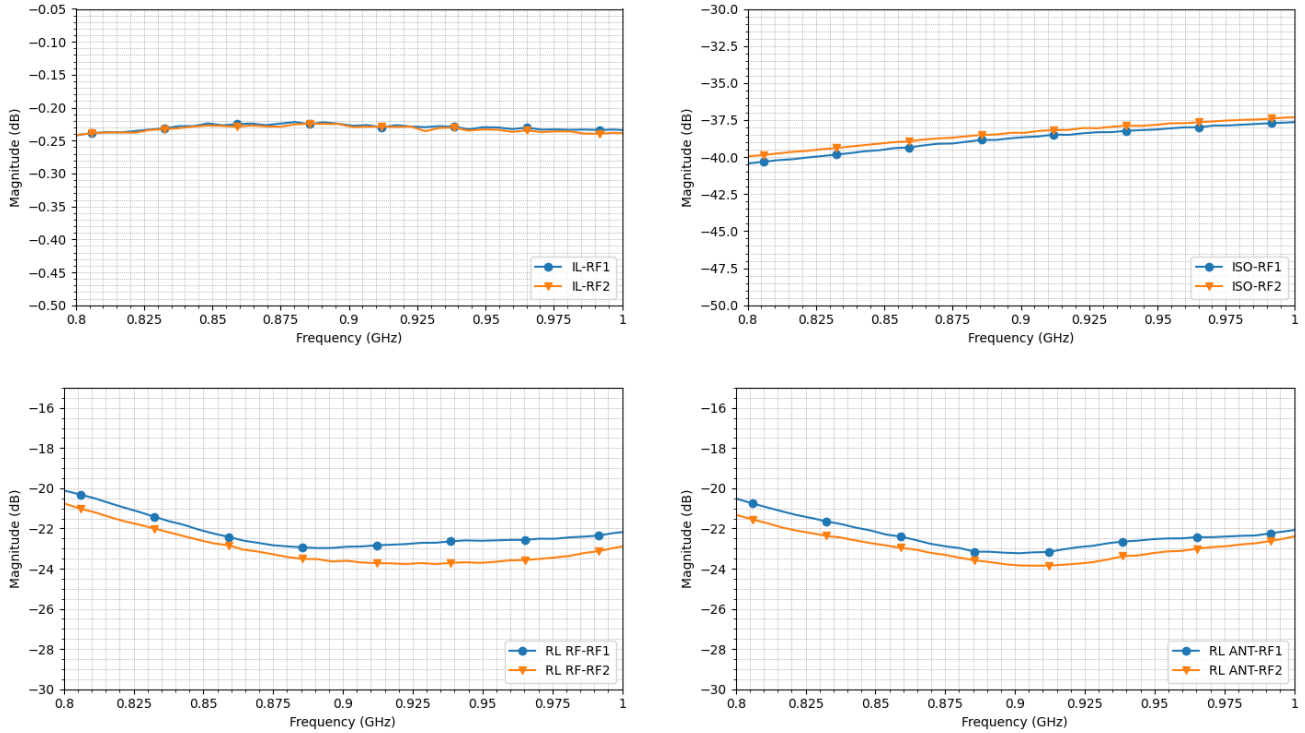 −0.05
−0.10
−0.15
−0.20
−0.25
−0.30
−0.35
−0.40
−0.45
−0.50
Magnitude (dB)
0.8 0.825 0.85 0.875 0.9 0.925 0.95 0.975 1
Frequency (GHz)
IL-RF1
IL-RF2
−30.0
−32.5
−35.0
−37.5
−40.0
−42.5
−45.0
−47.5
−50.0
Magnitude (dB)
0.8 0.825 0.85 0.875 0.9 0.925 0.95 0.975 1
Frequency (GHz)
ISO-RF1
ISO-RF2
−16
−18
−20
−22
−24
−26
−28
−30
Magnitude (dB)
0.8 0.825 0.85 0.875 0.9 0.925 0.95 0.975 1
Frequency (GHz)
RL RF-RF1
RL RF-RF2
−16
−18
−20
−22
−24
−26
−28
−30
Magnitude (dB)
0.8 0.825 0.85 0.875 0.9 0.925 0.95 0.975 1
Frequency (GHz)
RL ANT-RF1
RL ANT-RF2